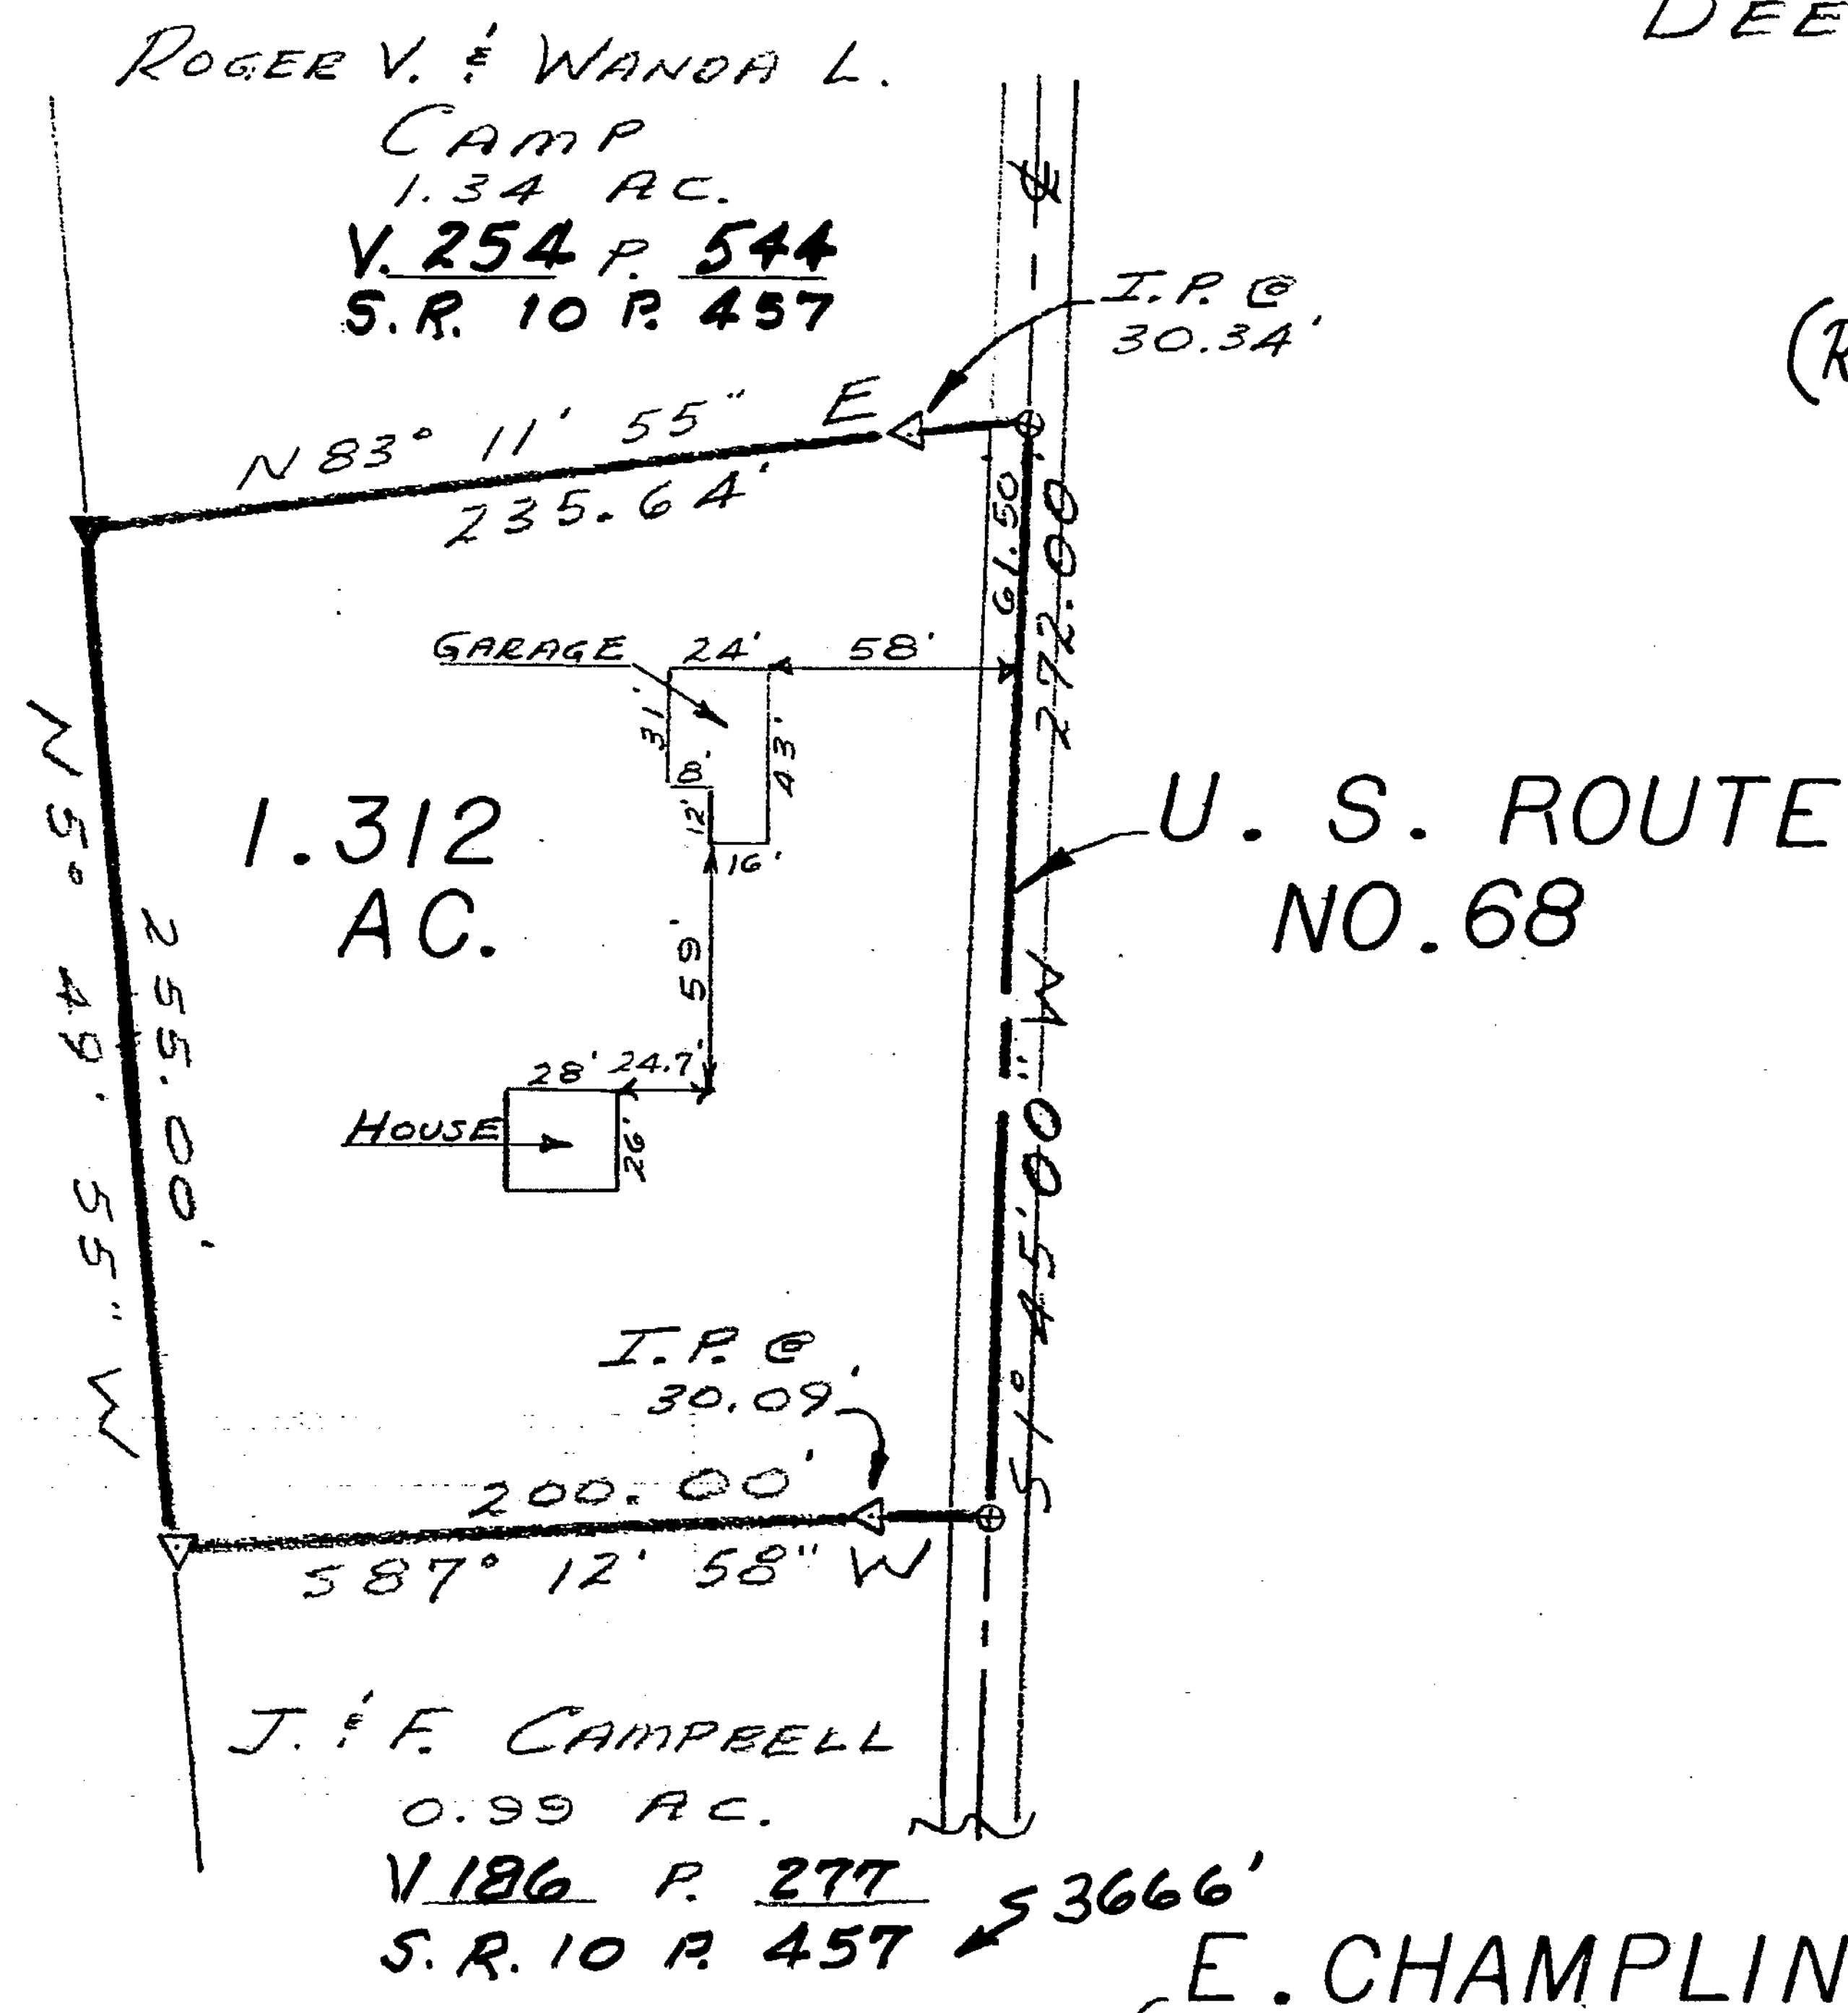 DEE
ROGER V. & WANDA L.
CAMP
1.34 AC.
V. 254 P. 544
S.R. 10 P. 457
℄
I.P. @
30.34'
(R
N 83° 11' 55" E
235.64'
61.50'
272.00'
GARAGE
24'
58'
31'
43'
8'
12'
16'
1.312
AC.
U. S. ROUTE
NO. 68
N 5° 49' 55" W
255.00'
59'
28'
24.7'
HOUSE
26'
S 1° 45' 00" W
I.P. @
30.09'
200.00'
S 87° 12' 58" W
J. & F. CAMPBELL
0.99 AC.
V 186 P. 277
S 3666'
S.R. 10 P. 457
E. CHAMPLIN